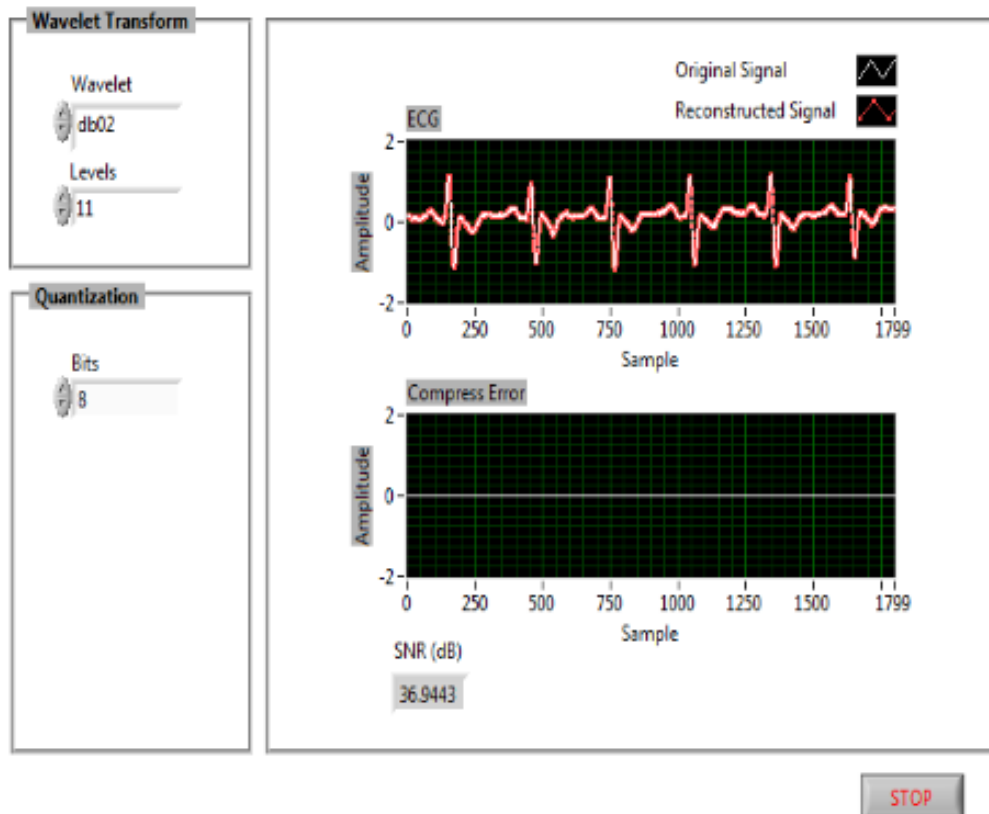 Wavelet Transform
Wavelet
db02
Levels
11
Quantization
Bits
8
Original Signal
Reconstructed Signal
ECG
2
0
-2
Amplitude
0 250 500 750 1000 1250 1500 1799
Sample
Compress Error
2
0
-2
Amplitude
0 250 500 750 1000 1250 1500 1799
Sample
SNR (dB)
36.9443
STOP